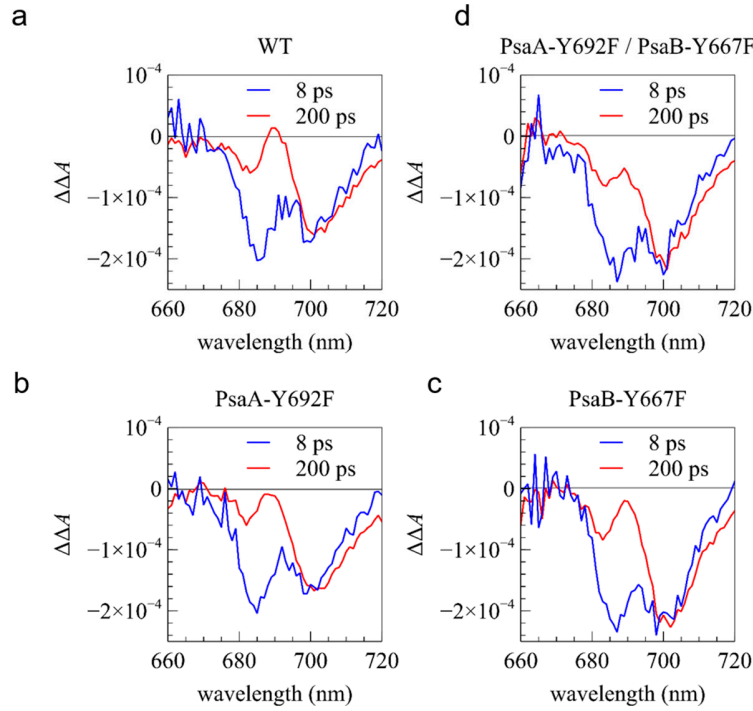 a
WT
10⁻⁴
0
−1×10⁻⁴
−2×10⁻⁴
ΔΔA
8 ps
200 ps
660 680 700 720
wavelength (nm)
d
PsaA-Y692F / PsaB-Y667F
10⁻⁴
0
−1×10⁻⁴
−2×10⁻⁴
ΔΔA
8 ps
200 ps
660 680 700 720
wavelength (nm)
b
PsaA-Y692F
10⁻⁴
0
−1×10⁻⁴
−2×10⁻⁴
ΔΔA
8 ps
200 ps
660 680 700 720
wavelength (nm)
c
PsaB-Y667F
10⁻⁴
0
−1×10⁻⁴
−2×10⁻⁴
ΔΔA
8 ps
200 ps
660 680 700 720
wavelength (nm)